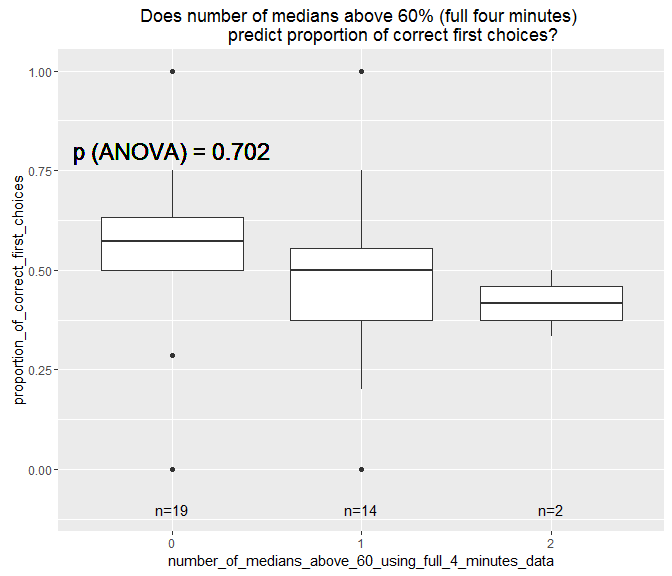 Does number of medians above 60% (full four minutes)
predict proportion of correct first choices?
proportion_of_correct_first_choices
1.00
p (ANOVA) = 0.702
0.75
0.50
0.25
0.00
n=19 n=14 n=2
0 1 2
number_of_medians_above_60_using_full_4_minutes_data